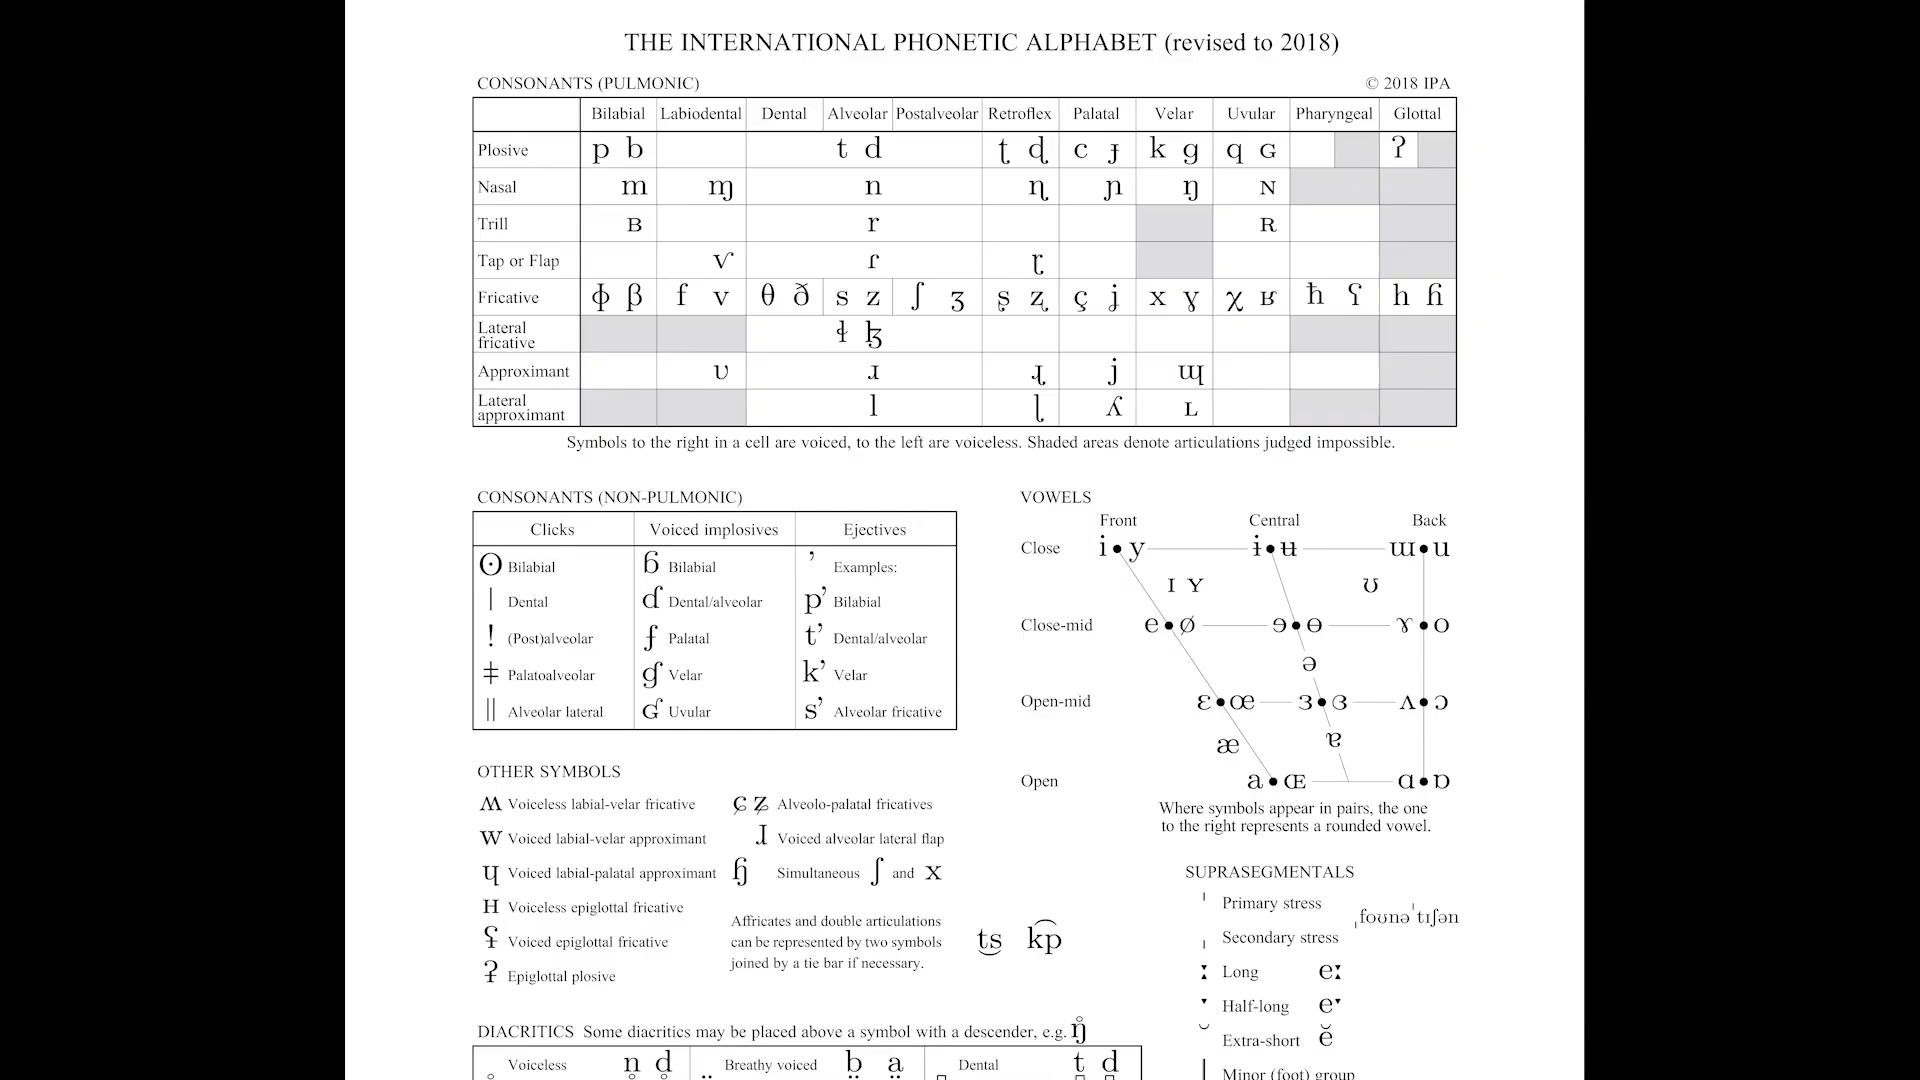 THE INTERNATIONAL PHONETIC ALPHABET (revised to 2018)
CONSONANTS (PULMONIC) © 2018 IPA
Bilabial Labiodental Dental Alveolar Postalveolar Retroflex Palatal Velar Uvular Pharyngeal Glottal
Plosive p b t d ʈ ɖ c ɟ k ɡ q ɢ ʔ
Nasal m ɱ n ɳ ɲ ŋ ɴ
Trill ʙ r ʀ
Tap or Flap ⱱ ɾ ɽ
Fricative ɸ β f v θ ð s z ʃ ʒ ʂ ʐ ç ʝ x ɣ χ ʁ ħ ʕ h ɦ
Lateral
fricative ɬ ɮ
Approximant ʋ ɹ ɻ j ɰ
Lateral
approximant l ɭ ʎ ʟ
Symbols to the right in a cell are voiced, to the left are voiceless. Shaded areas denote articulations judged impossible.
CONSONANTS (NON-PULMONIC)
Clicks Voiced implosives Ejectives
ʘ Bilabial ɓ Bilabial ʼ Examples:
ǀ Dental ɗ Dental/alveolar pʼ Bilabial
ǃ (Post)alveolar ʄ Palatal tʼ Dental/alveolar
ǂ Palatoalveolar ɠ Velar kʼ Velar
ǁ Alveolar lateral ʛ Uvular sʼ Alveolar fricative
VOWELS
Front Central Back
Close i y ɨ ʉ ɯ u
ɪ ʏ ʊ
Close-mid e ø ɘ ɵ ɤ o
ə
Open-mid ɛ œ ɜ ɞ ʌ ɔ
æ ɐ
Open a ɶ ɑ ɒ
Where symbols appear in pairs, the one
to the right represents a rounded vowel.
OTHER SYMBOLS
ʍ Voiceless labial-velar fricative ɕ ʑ Alveolo-palatal fricatives
w Voiced labial-velar approximant ɺ Voiced alveolar lateral flap
ɥ Voiced labial-palatal approximant ɧ Simultaneous ʃ and x
ʜ Voiceless epiglottal fricative
ʢ Voiced epiglottal fricative
ʡ Epiglottal plosive
Affricates and double articulations
can be represented by two symbols
joined by a tie bar if necessary.
t͜s k͡p
SUPRASEGMENTALS
ˈ Primary stress ˌfoʊnəˈtɪʃən
ˌ Secondary stress
ː Long eː
ˑ Half-long eˑ
˘ Extra-short ĕ
| Minor (foot) group
DIACRITICS Some diacritics may be placed above a symbol with a descender, e.g. ŋ̊
̥ Voiceless n̥ d̥ ̤ Breathy voiced b̤ a̤ ̪ Dental t̪ d̪